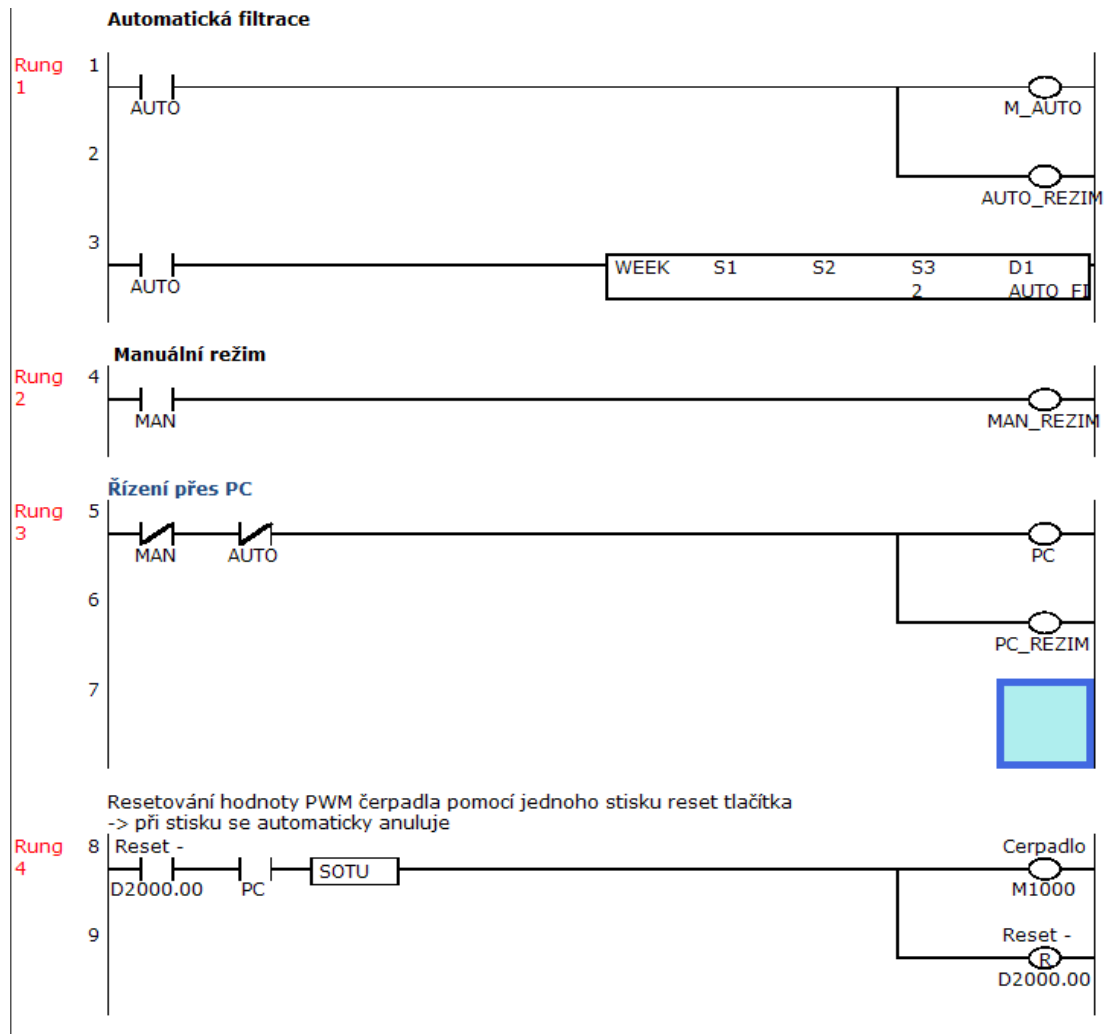 Automatická filtrace
Rung 1
1
AUTO
M_AUTO
2
AUTO_REZIM
3
AUTO
WEEK S1 S2 S3 D1
2 AUTO_FI
Manuální režim
Rung 2
4
MAN
MAN_REZIM
Řízení přes PC
Rung 3
5
MAN AUTO
PC
6
PC_REZIM
7
Resetování hodnoty PWM čerpadla pomocí jednoho stisku reset tlačítka
-> při stisku se automaticky anuluje
Rung 4
8
Reset -
Cerpadlo
SOTU
D2000.00 PC
M1000
9
Reset -
R
D2000.00